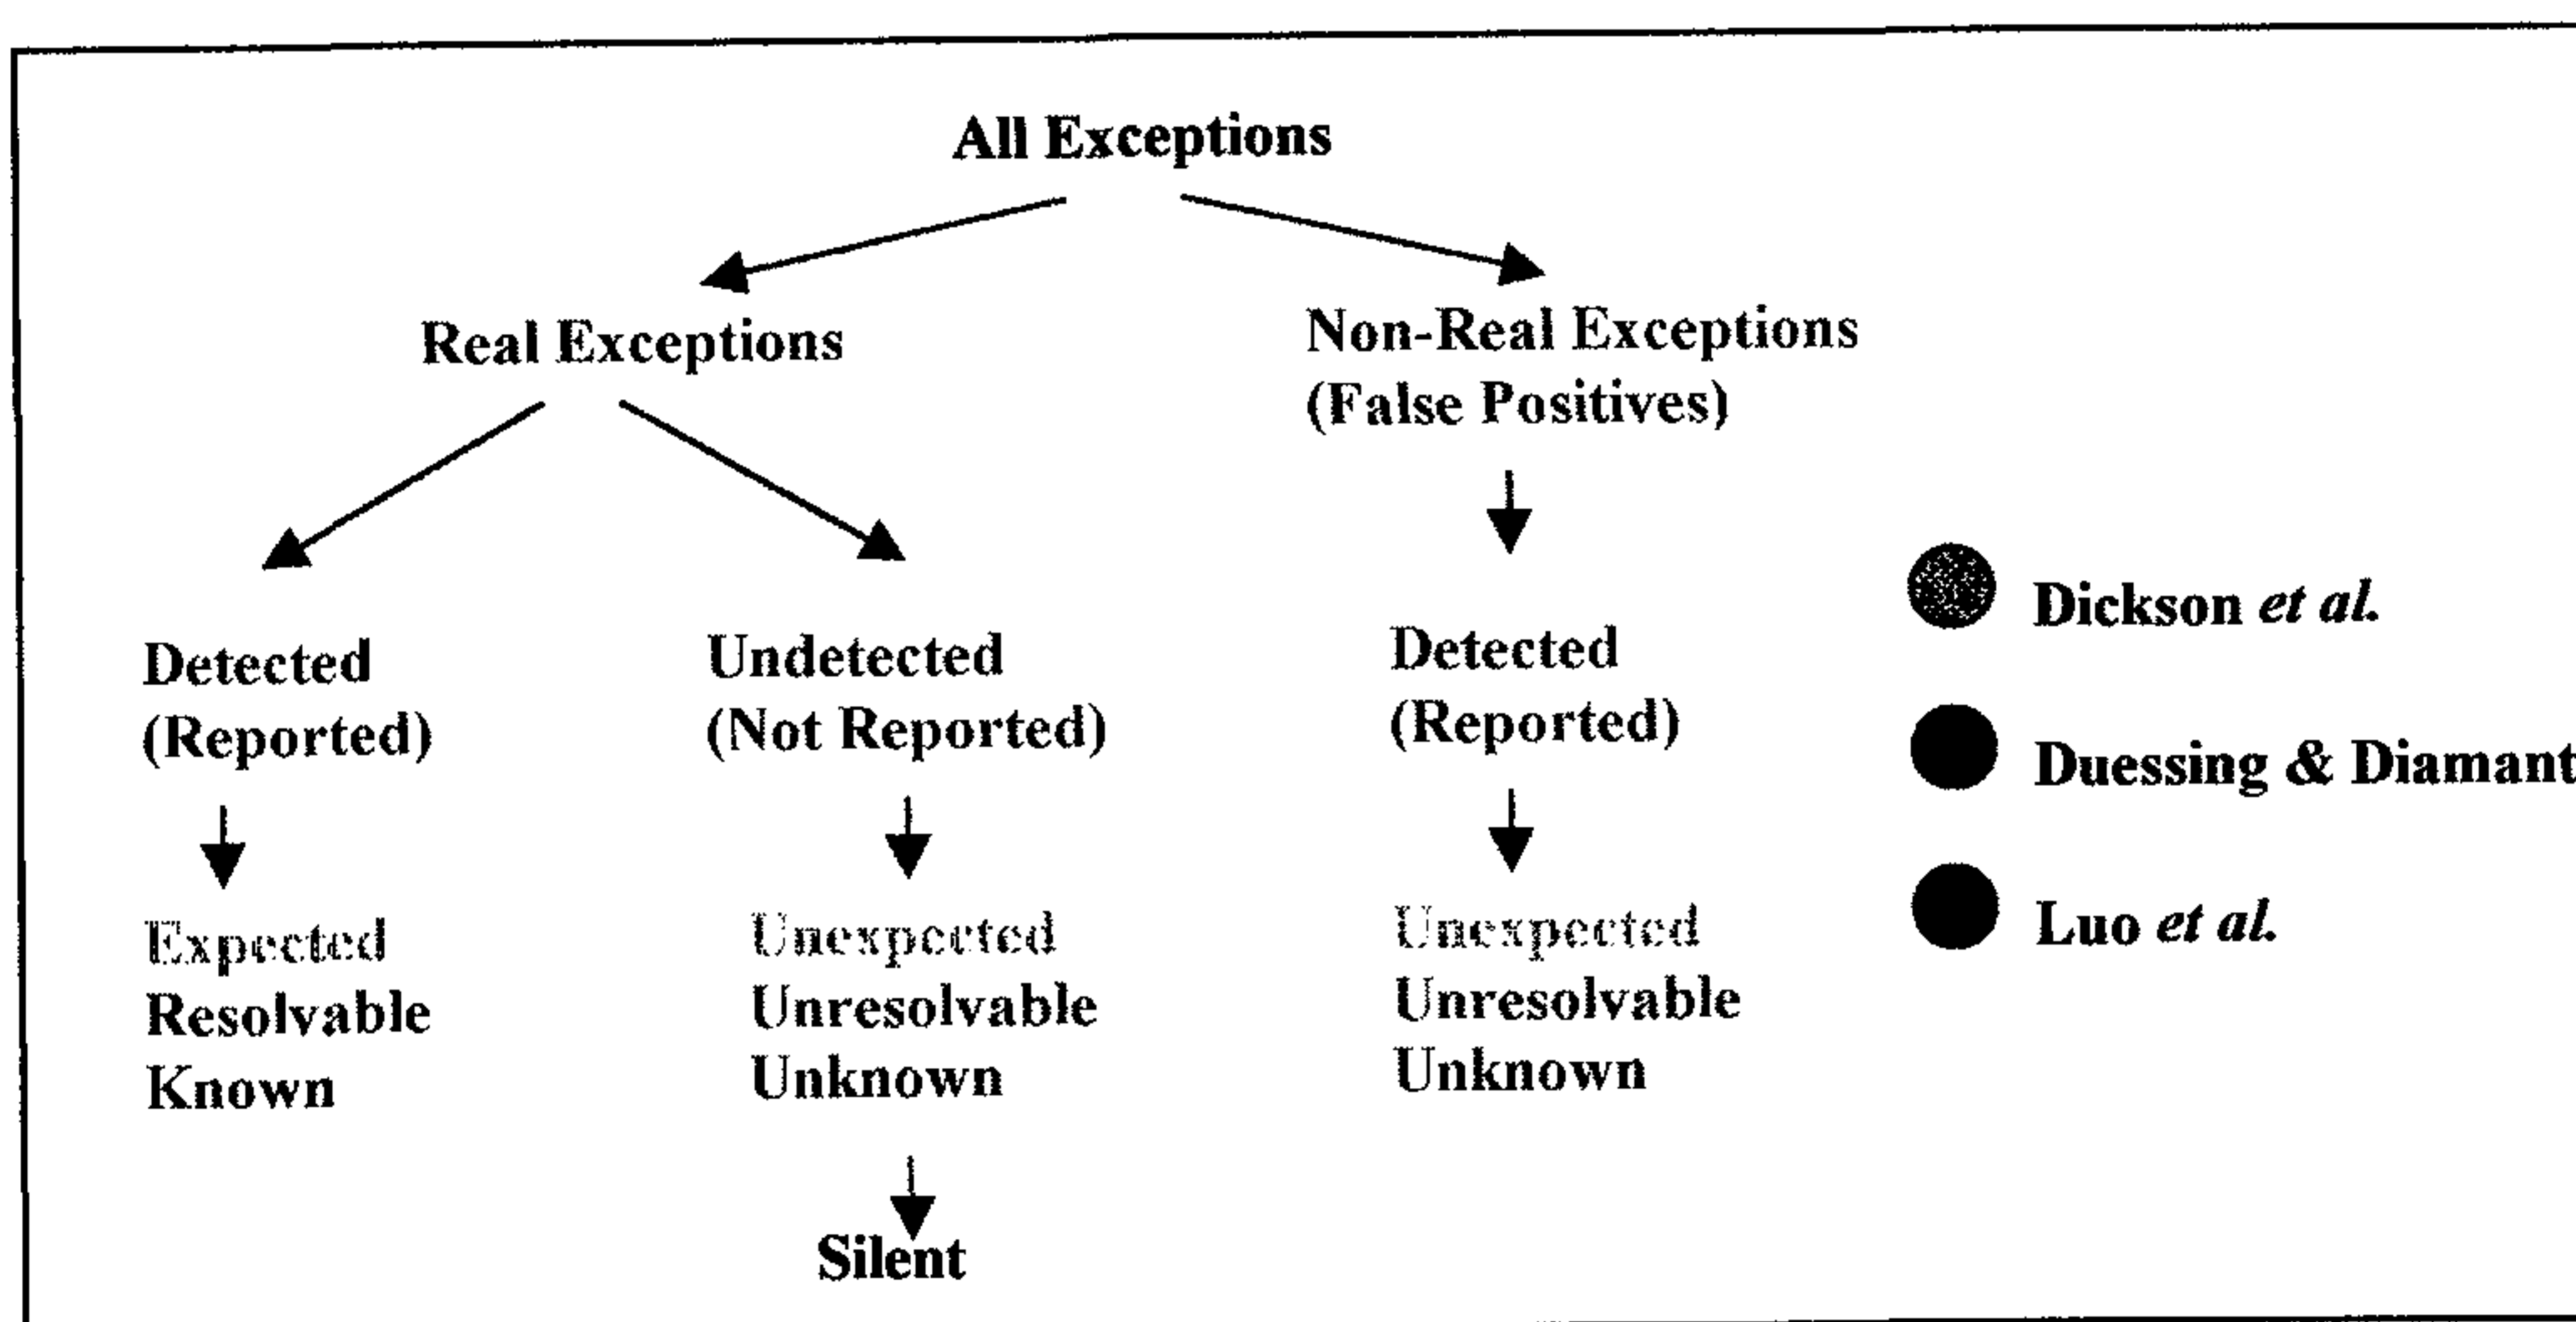 All Exceptions
Real Exceptions
Non-Real Exceptions
(False Positives)
Detected
(Reported)
Undetected
(Not Reported)
Detected
(Reported)
Expected
Resolvable
Known
Unexpected
Unresolvable
Unknown
Unexpected
Unresolvable
Unknown
Silent
Dickson et al.
Duessing & Diamant
Luo et al.